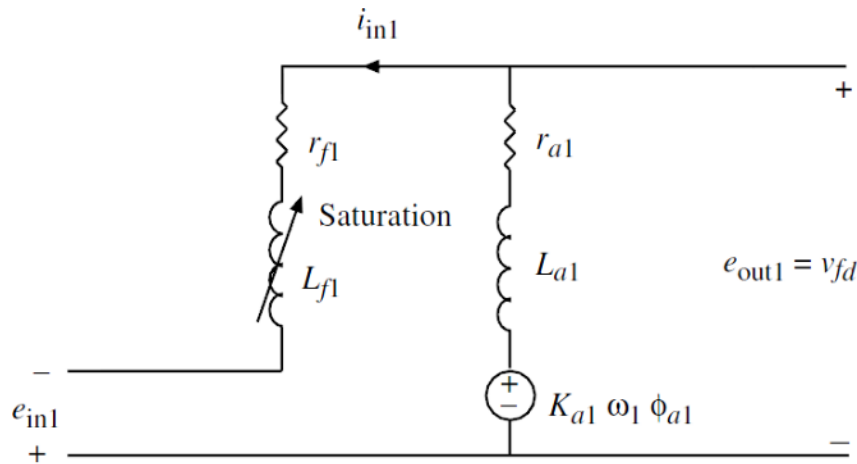 i_in1
+
r_f1
r_a1
Saturation
L_f1
L_a1
e_out1 = v_fd
−
e_in1
+
+
−
K_a1 ω_1 ϕ_a1
−